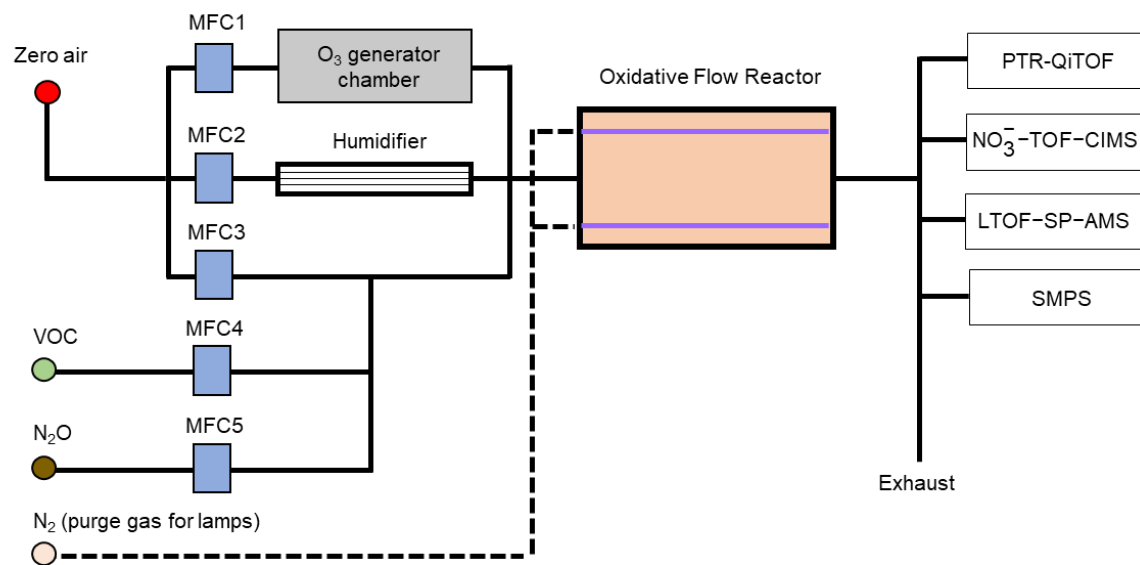 MFC1
Zero air
O₃ generator
chamber
Oxidative Flow Reactor
PTR-QiTOF
MFC2
Humidifier
NO₃⁻−TOF−CIMS
MFC3
LTOF−SP−AMS
SMPS
VOC
MFC4
N₂O
MFC5
Exhaust
N₂ (purge gas for lamps)